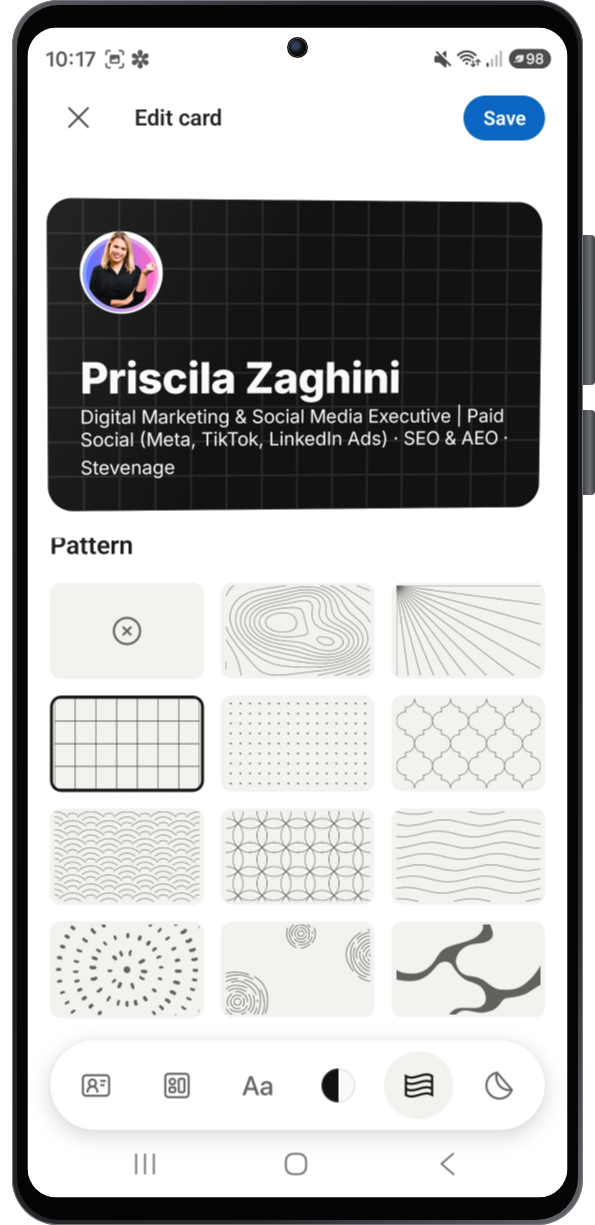 10:17
98
Edit card
Save
Priscila Zaghini
Digital Marketing & Social Media Executive | Paid
Social (Meta, TikTok, LinkedIn Ads) · SEO & AEO ·
Stevenage
Pattern
Aa